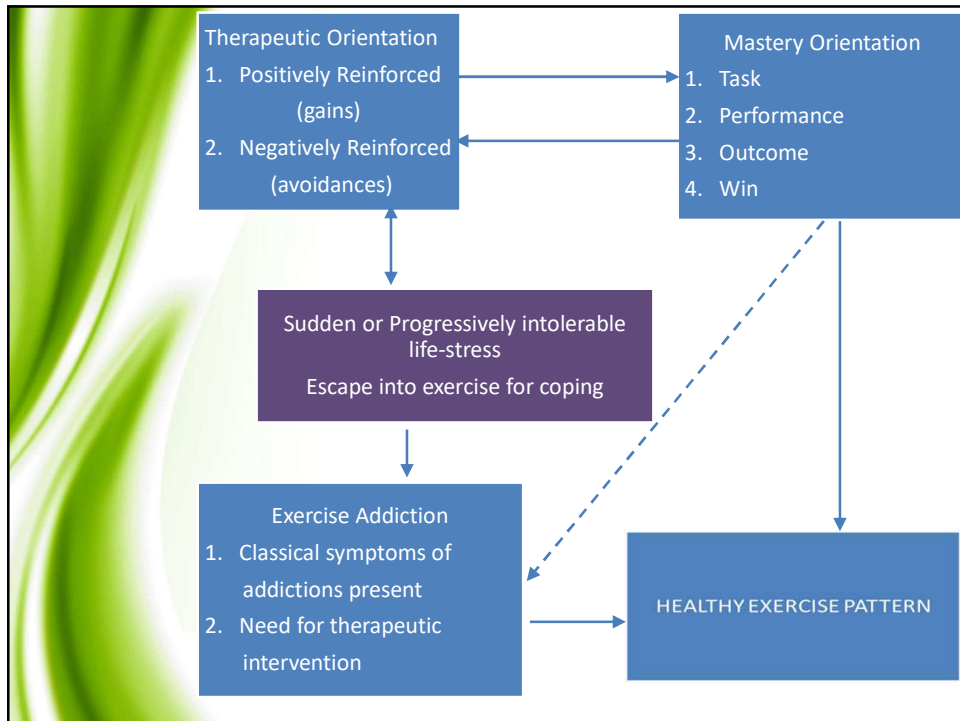 Therapeutic Orientation
1. Positively Reinforced
(gains)
2. Negatively Reinforced
(avoidances)
Mastery Orientation
1. Task
2. Performance
3. Outcome
4. Win
Sudden or Progressively intolerable
life-stress
Escape into exercise for coping
Exercise Addiction
1. Classical symptoms of
addictions present
2. Need for therapeutic
intervention
HEALTHY EXERCISE PATTERN